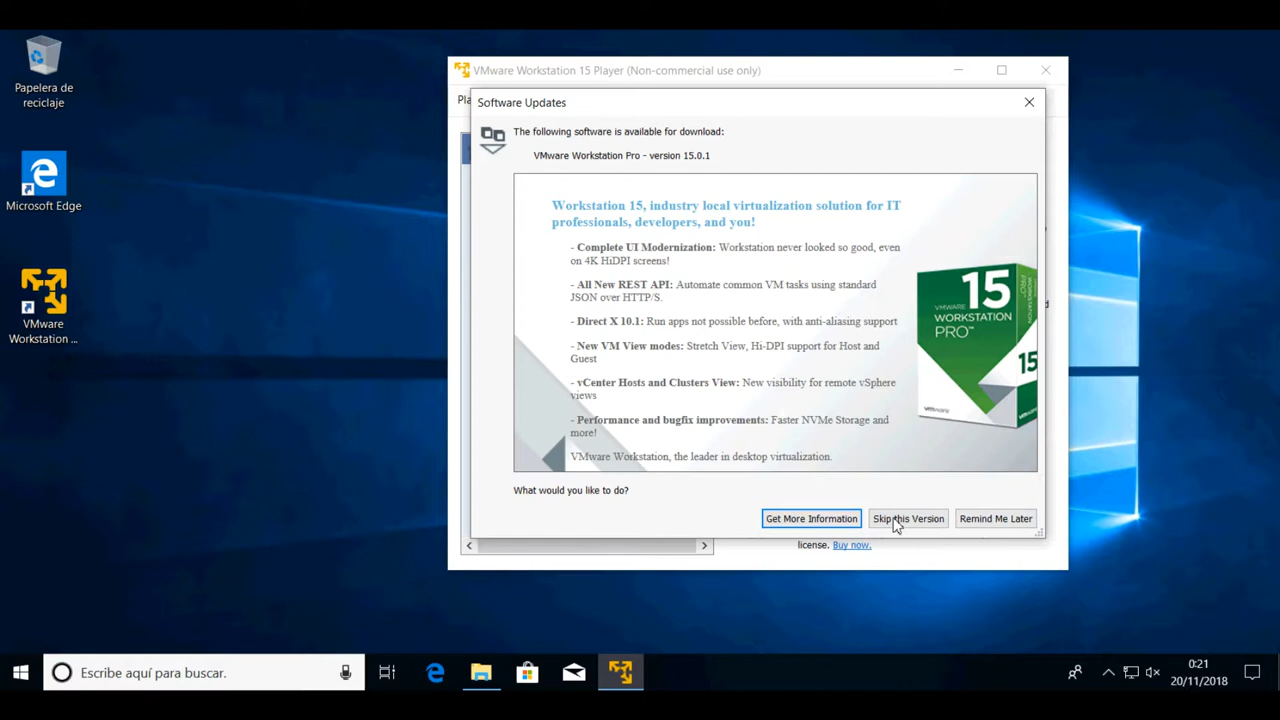 Papelera de
reciclaje
Microsoft Edge
VMware
Workstation ...
VMware Workstation 15 Player (Non-commercial use only)
Software Updates
The following software is available for download:
VMware Workstation Pro - version 15.0.1
Workstation 15, industry local virtualization solution for IT
professionals, developers, and you!
- Complete UI Modernization: Workstation never looked so good, even
on 4K HiDPI screens!
- All New REST API: Automate common VM tasks using standard
JSON over HTTP/S.
- Direct X 10.1: Run apps not possible before, with anti-aliasing support
- New VM View modes: Stretch View, Hi-DPI support for Host and
Guest
- vCenter Hosts and Clusters View: New visibility for remote vSphere
views
- Performance and bugfix improvements: Faster NVMe Storage and
more!
VMware Workstation, the leader in desktop virtualization.
15
VMWARE
WORKSTATION
PRO™
15
vmware
What would you like to do?
Get More Information
Skip this Version
Remind Me Later
license. Buy now.
Escribe aquí para buscar.
0:21
20/11/2018